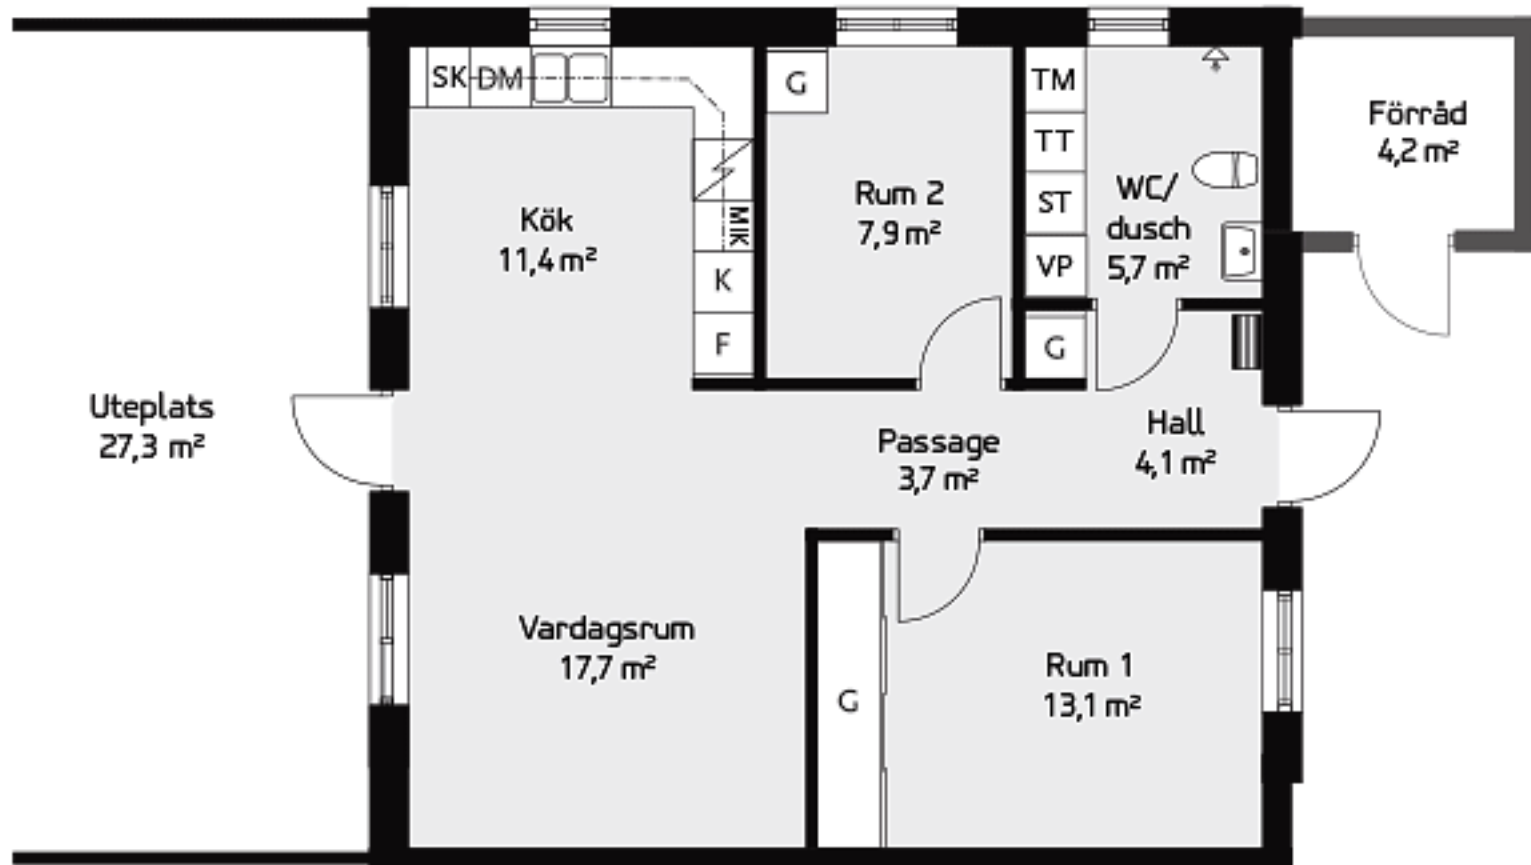 SK DM
G
TM
TT
ST
VP
Förråd
4,2 m²
Kök
11,4 m²
MIK
K
F
Rum 2
7,9 m²
WC/
dusch
5,7 m²
G
Uteplats
27,3 m²
Passage
3,7 m²
Hall
4,1 m²
Vardagsrum
17,7 m²
G
Rum 1
13,1 m²